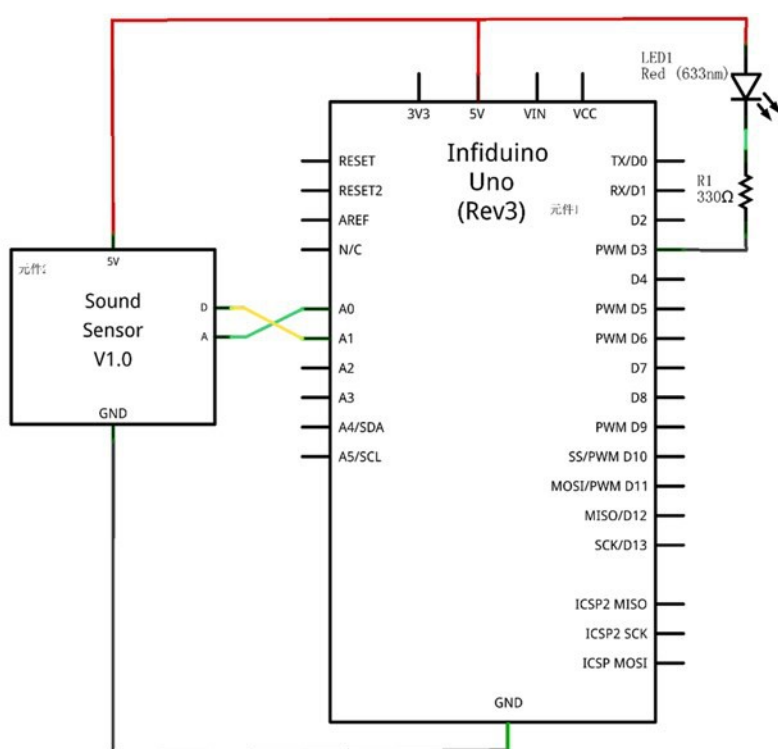 LED1
Red (633nm)
3V3
5V
VIN
VCC
Infiduino
Uno
(Rev3)
元件1
RESET
RESET2
AREF
N/C
A0
A1
A2
A3
A4/SDA
A5/SCL
TX/D0
RX/D1
D2
PWM D3
D4
PWM D5
PWM D6
D7
D8
PWM D9
SS/PWM D10
MOSI/PWM D11
MISO/D12
SCK/D13
ICSP2 MISO
ICSP2 SCK
ICSP MOSI
GND
R1
330Ω
5V
元件2
Sound
Sensor
V1.0
D
A
GND